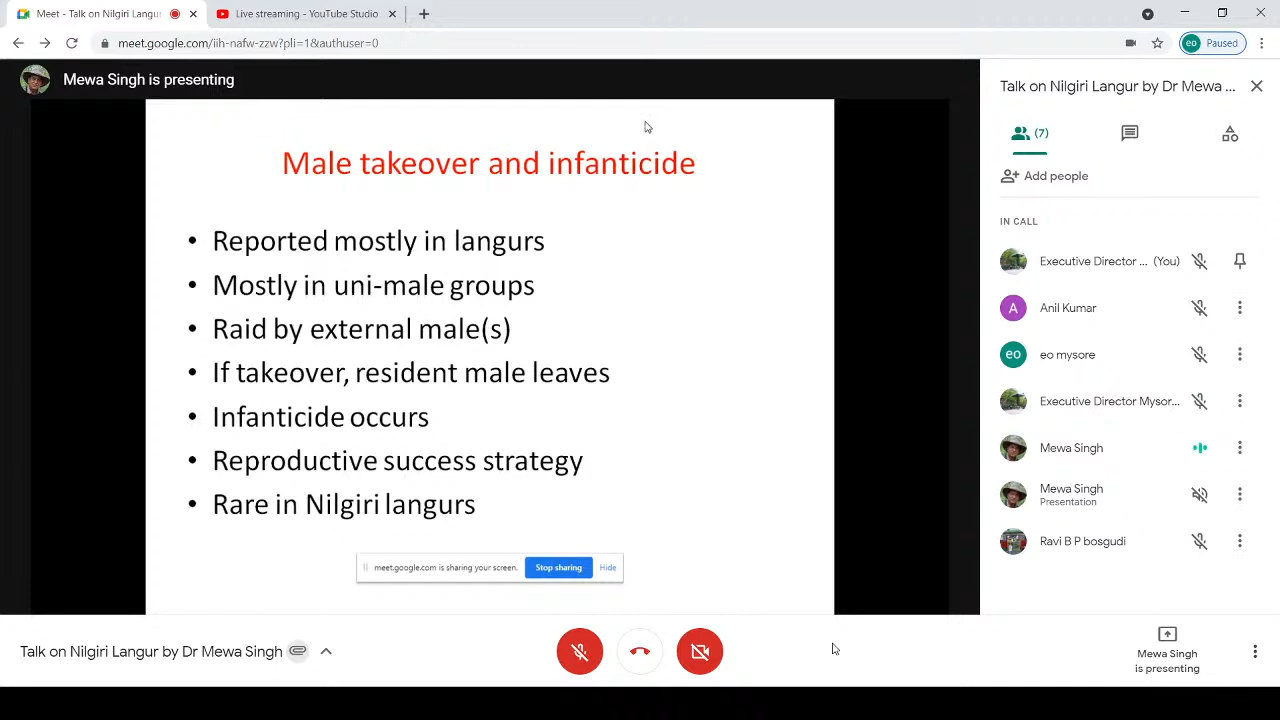 Meet - Talk on Nilgiri Langur
Live streaming - YouTube Studio
meet.google.com/iih-nafw-zzw?pli=1&authuser=0
eo Paused
Mewa Singh is presenting
Male takeover and infanticide
• Reported mostly in langurs
• Mostly in uni-male groups
• Raid by external male(s)
• If takeover, resident male leaves
• Infanticide occurs
• Reproductive success strategy
• Rare in Nilgiri langurs
meet.google.com is sharing your screen. Stop sharing Hide
Talk on Nilgiri Langur by Dr Mewa ...
(7)
Add people
IN CALL
Executive Director ... (You)
A Anil Kumar
eo eo mysore
Executive Director Mysor...
Mewa Singh
Mewa Singh
Presentation
Ravi B P bosgudi
Talk on Nilgiri Langur by Dr Mewa Singh
Mewa Singh
is presenting